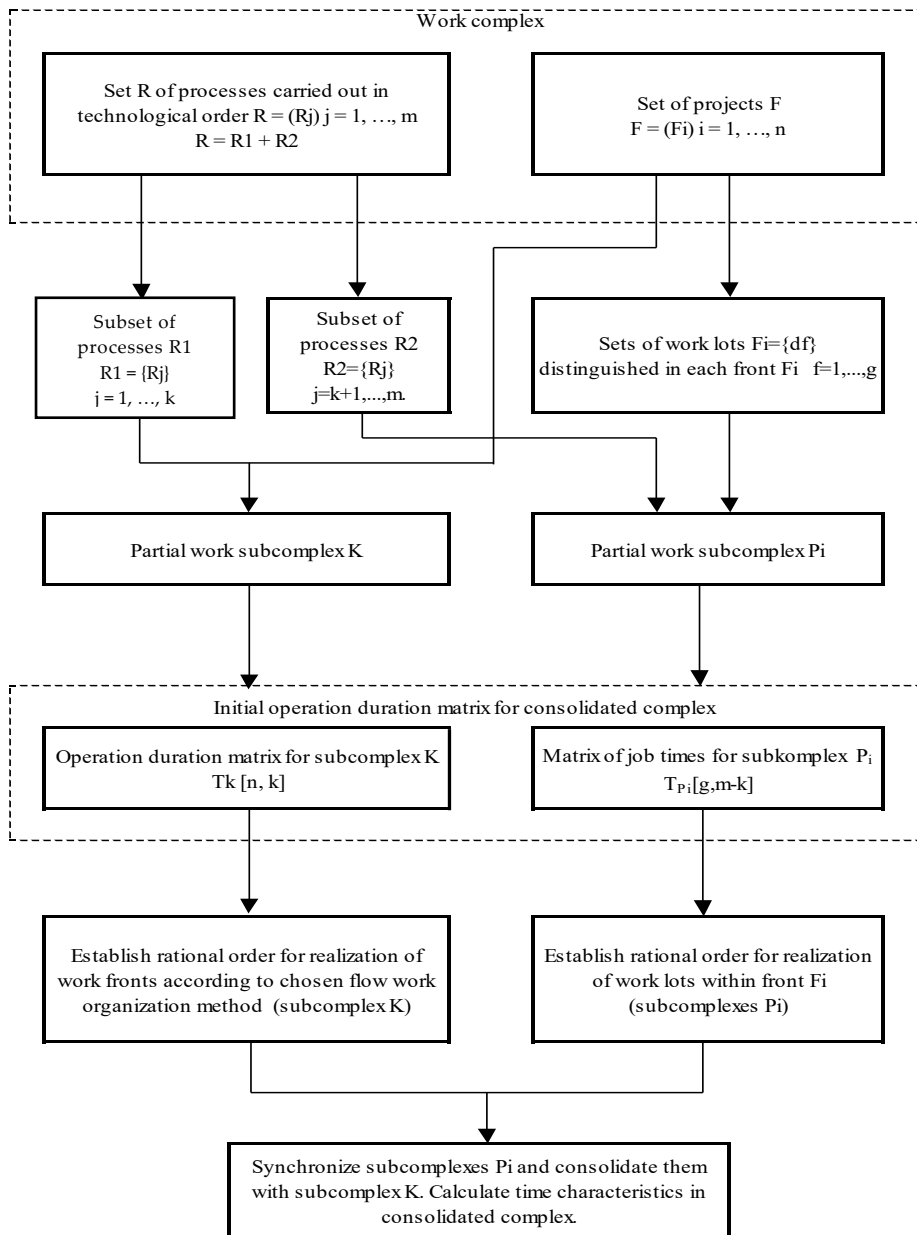 Work complex
Set R of processes carried out in
technological order R = (Rj) j = 1, …, m
R = R1 + R2
Set of projects F
F = (Fi) i = 1, …, n
Subset of
processes R1
R1 = {Rj}
j = 1, …, k
Subset of
processes R2
R2={Rj}
j=k+1,...,m.
Sets of work lots Fi={df}
distinguished in each front Fi f=1,...,g
Partial work subcomplex K
Partial work subcomplex Pi
Initial operation duration matrix for consolidated complex
Operation duration matrix for subcomplex K
Tk [n, k]
Matrix of job times for subkomplex Pi
TPi[g,m-k]
Establish rational order for realization of
work fronts according to chosen flow work
organization method (subcomplex K)
Establish rational order for realization
of work lots within front Fi
(subcomplexes Pi)
Synchronize subcomplexes Pi and consolidate them
with subcomplex K. Calculate time characteristics in
consolidated complex.